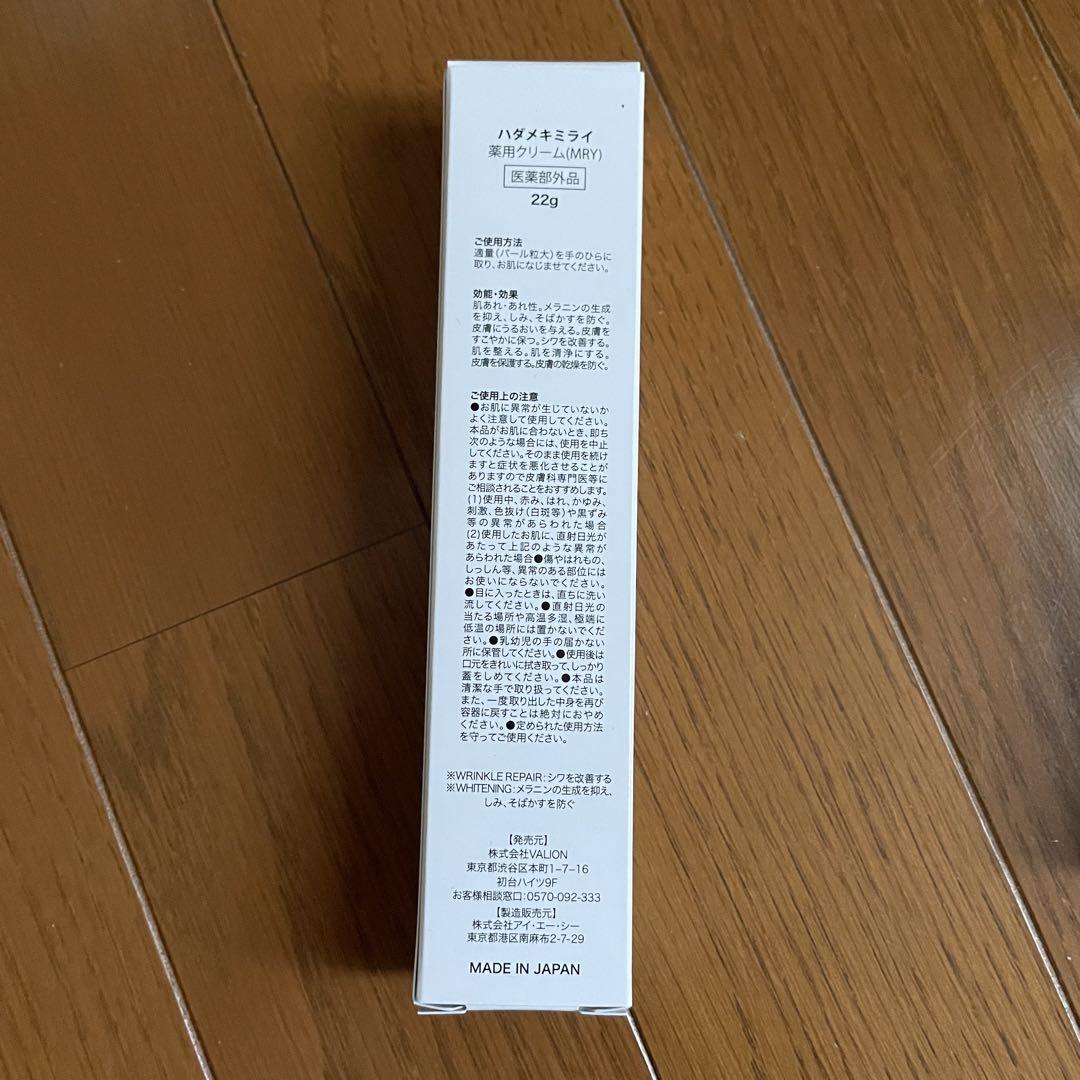 ハダメキミライ
薬用クリーム(MRY)
医薬部外品
22g
ご使用方法
適量(パール粒大)を手のひらに
取り、お肌になじませてください。
効能・効果
肌あれ・あれ性。メラニンの生成
を抑え、しみ、そばかすを防ぐ。
皮膚にうるおいを与える。皮膚を
すこやかに保つ。シワを改善する。
肌を整える。肌を清浄にする。
皮膚を保護する。皮膚の乾燥を防ぐ。
ご使用上の注意
●お肌に異常が生じていないか
よく注意して使用してください。
本品がお肌に合わないとき、即ち
次のような場合には、使用を中止
してください。そのまま使用を続け
ますと症状を悪化させることが
ありますので皮膚科専門医等に
ご相談されることをおすすめします。
(1)使用中、赤み、はれ、かゆみ、
刺激、色抜け(白斑等)や黒ずみ
等の異常があらわれた場合
(2)使用したお肌に、直射日光が
あたって上記のような異常が
あらわれた場合●傷やはれもの、
しっしん等、異常のある部位には
お使いにならないでください。
●目に入ったときは、直ちに洗い
流してください。●直射日光の
当たる場所や高温多湿、極端に
低温の場所には置かないでくだ
さい。●乳幼児の手の届かない
所に保管してください。●使用後は
口元をきれいに拭き取って、しっかり
蓋をしめてください。●本品は
清潔な手で取り扱ってください。
また、一度取り出した中身を再び
容器に戻すことは絶対におやめ
ください。●定められた使用方法
を守ってご使用ください。
※WRINKLE REPAIR:シワを改善する
※WHITENING:メラニンの生成を抑え、
しみ、そばかすを防ぐ
【発売元】
株式会社VALION
東京都渋谷区本町1-7-16
初台ハイツ9F
お客様相談窓口:0570-092-333
【製造販売元】
株式会社アイ・エー・シー
東京都港区南麻布2-7-29
MADE IN JAPAN